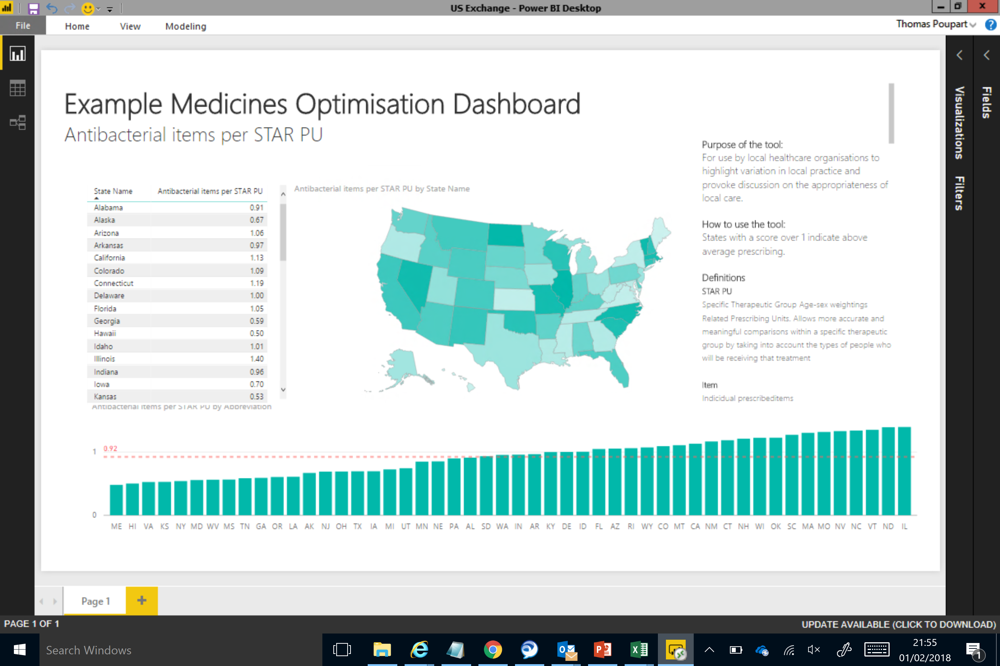 US Exchange - Power BI Desktop
File Home View Modeling
Thomas Poupart
Example Medicines Optimisation Dashboard
Antibacterial items per STAR PU
State Name Antibacterial items per STAR PU
Alabama 0.91
Alaska 0.67
Arizona 1.06
Arkansas 0.97
California 1.13
Colorado 1.09
Connecticut 1.19
Delaware 1.00
Florida 1.05
Georgia 0.59
Hawaii 0.50
Idaho 1.01
Illinois 1.40
Indiana 0.96
Iowa 0.70
Kansas 0.53
Antibacterial items per STAR PU by State Name
Purpose of the tool:
For use by local healthcare organisations to
highlight variation in local practice and
provoke discussion on the appropriateness of
local care.
How to use the tool:
States with a score over 1 indicate above
average prescribing.
Definitions
STAR PU
Specific Therapeutic Group Age-sex weightings
Related Prescribing Units. Allows more accurate and
meaningful comparisons within a specific therapeutic
group by taking into account the types of people who
will be receiving that treatment
Item
Indicidual prescribeditems
Antibacterial items per STAR PU by Abbreviation
1
0.92
0
ME HI VA KS NY MD WV MS TN GA OR LA AK NJ OH TX IA MI UT MN NE PA AL SD WA IN AR KY DE ID FL AZ RI WY CO MT CA NM CT NH WI OK SC MA MO NV NC VT ND IL
Visualizations
Filters
Fields
Page 1
PAGE 1 OF 1
UPDATE AVAILABLE (CLICK TO DOWNLOAD)
Search Windows
21:55
01/02/2018
1